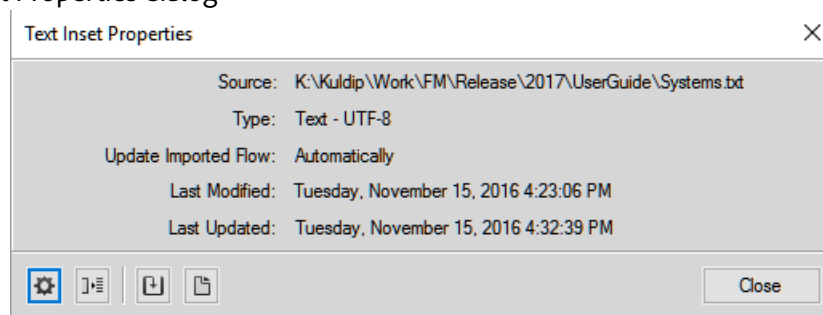 Properties dialog
Text Inset Properties
Source: K:\Kuldip\Work\FM\Release\2017\UserGuide\Systems.txt
Type: Text - UTF-8
Update Imported Flow: Automatically
Last Modified: Tuesday, November 15, 2016 4:23:06 PM
Last Updated: Tuesday, November 15, 2016 4:32:39 PM
Close